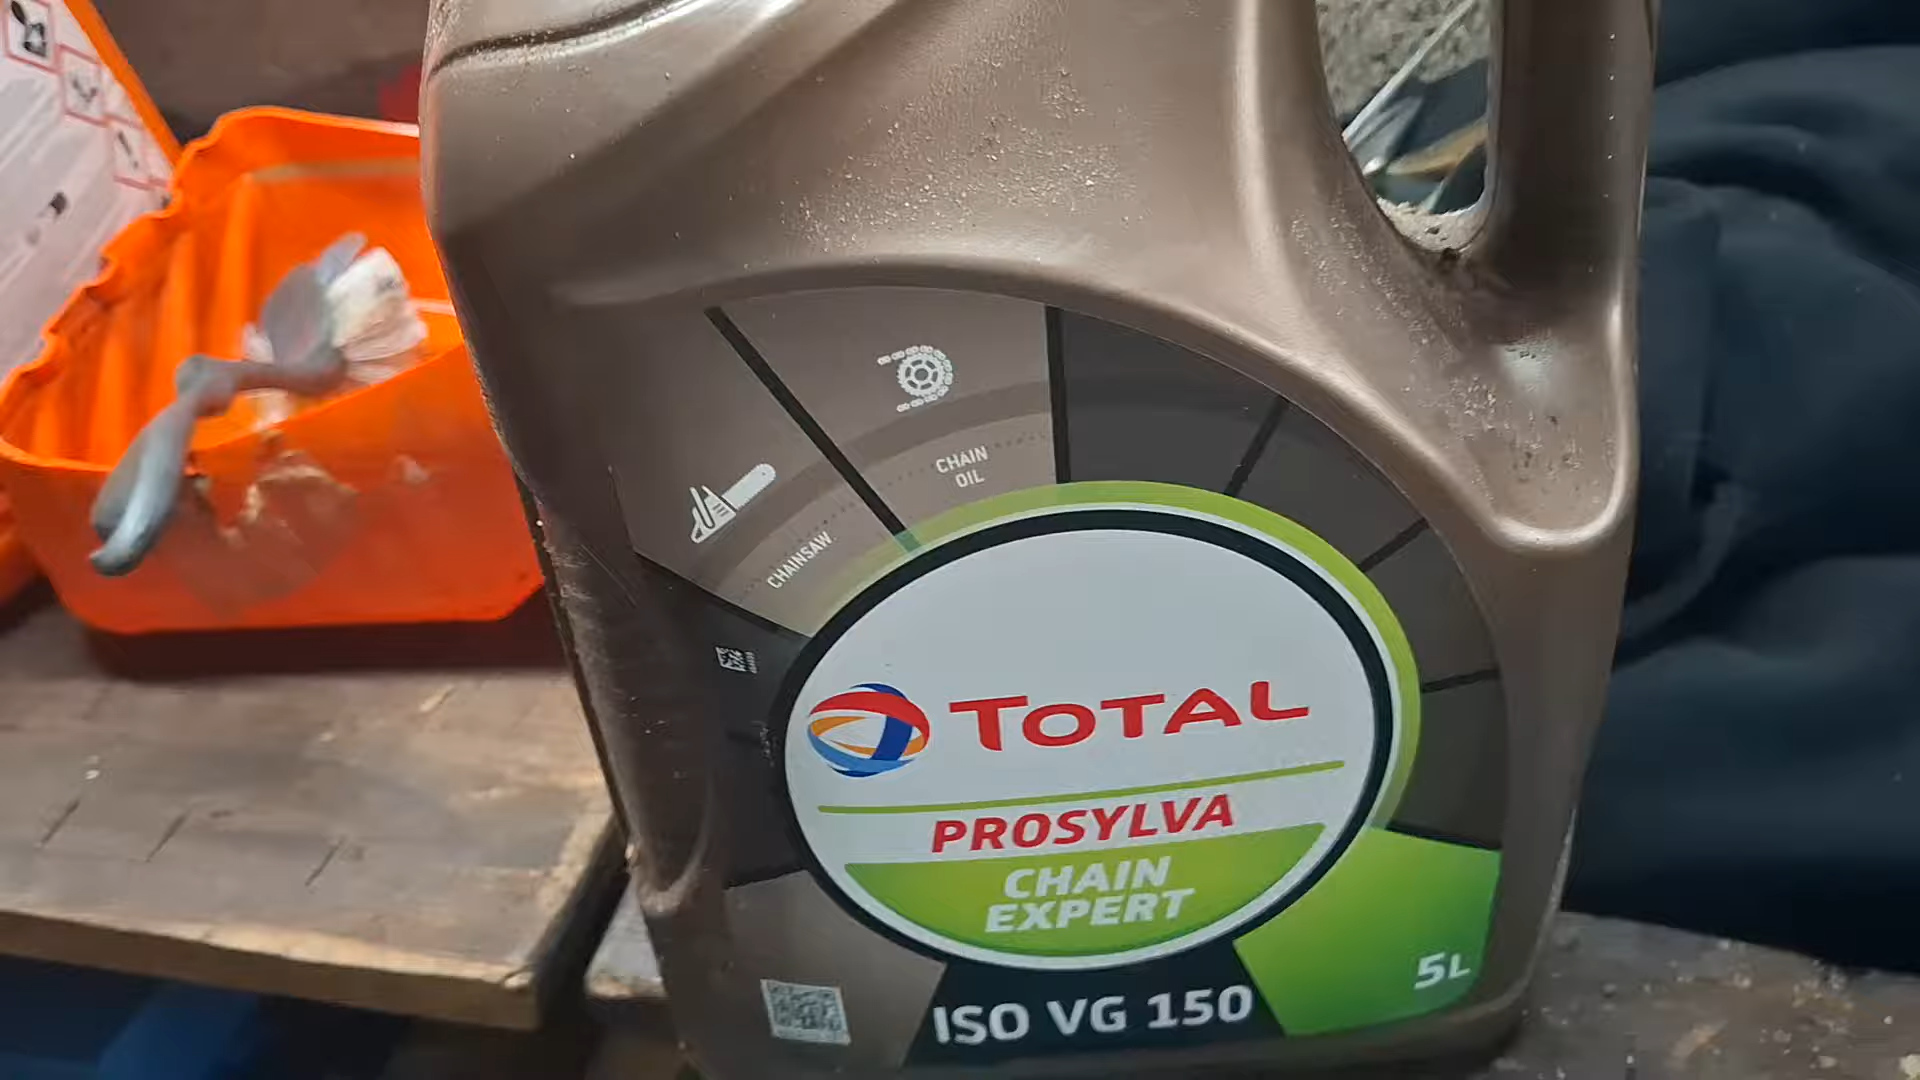 CHAIN
OIL
CHAINSAW
TOTAL
PROSYLVA
CHAIN
EXPERT
5L
ISO VG 150